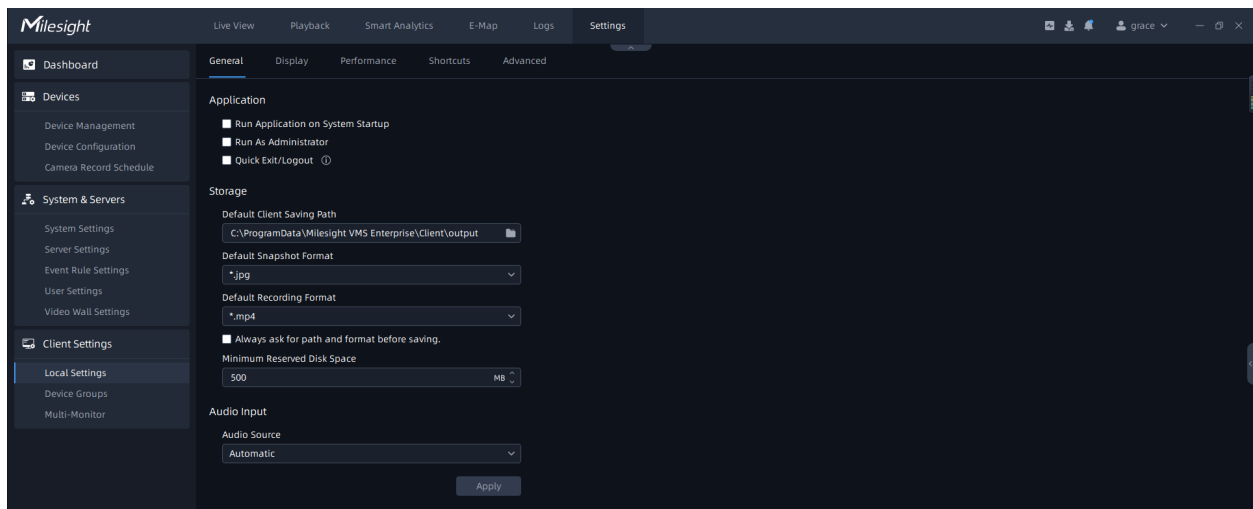 Milesight
Live View Playback Smart Analytics E-Map Logs Settings grace
Dashboard
Devices
Device Management
Device Configuration
Camera Record Schedule
System & Servers
System Settings
Server Settings
Event Rule Settings
User Settings
Video Wall Settings
Client Settings
Local Settings
Device Groups
Multi-Monitor
General Display Performance Shortcuts Advanced
Application
Run Application on System Startup
Run As Administrator
Quick Exit/Logout
Storage
Default Client Saving Path
C:\ProgramData\Milesight VMS Enterprise\Client\output
Default Snapshot Format
*.jpg
Default Recording Format
*.mp4
Always ask for path and format before saving.
Minimum Reserved Disk Space
500 MB
Audio Input
Audio Source
Automatic
Apply